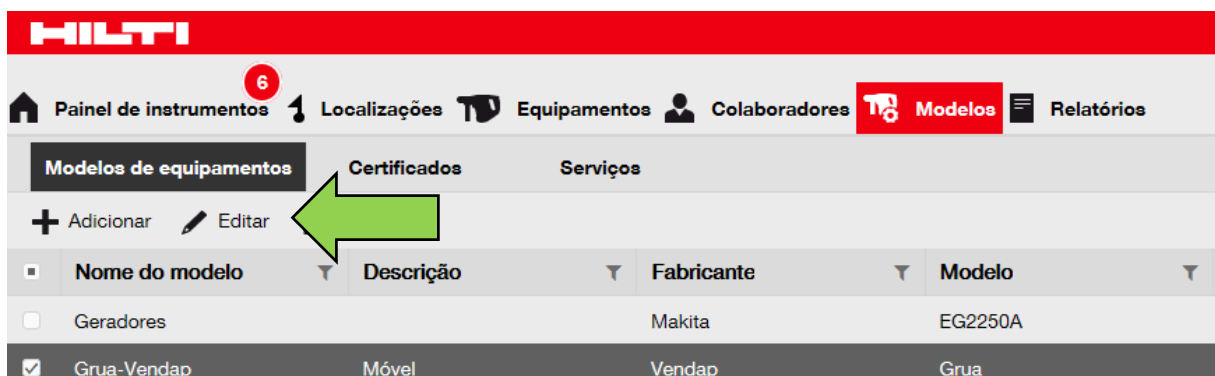 HILTI
6
Painel de instrumentos Localizações Equipamentos Colaboradores Modelos Relatórios
Modelos de equipamentos Certificados Serviços
Adicionar Editar
Nome do modelo Descrição Fabricante Modelo
Geradores Makita EG2250A
Grua-Vendap Móvel Vendap Grua